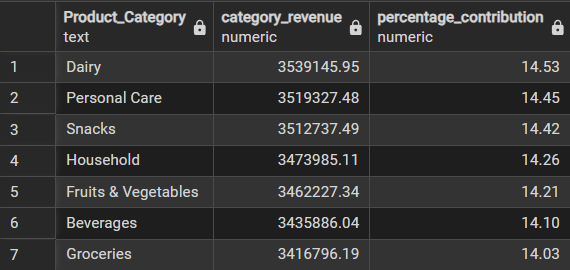 Product_Category category_revenue percentage_contribution
text numeric numeric
1 Dairy 3539145.95 14.53
2 Personal Care 3519327.48 14.45
3 Snacks 3512737.49 14.42
4 Household 3473985.11 14.26
5 Fruits & Vegetables 3462227.34 14.21
6 Beverages 3435886.04 14.10
7 Groceries 3416796.19 14.03